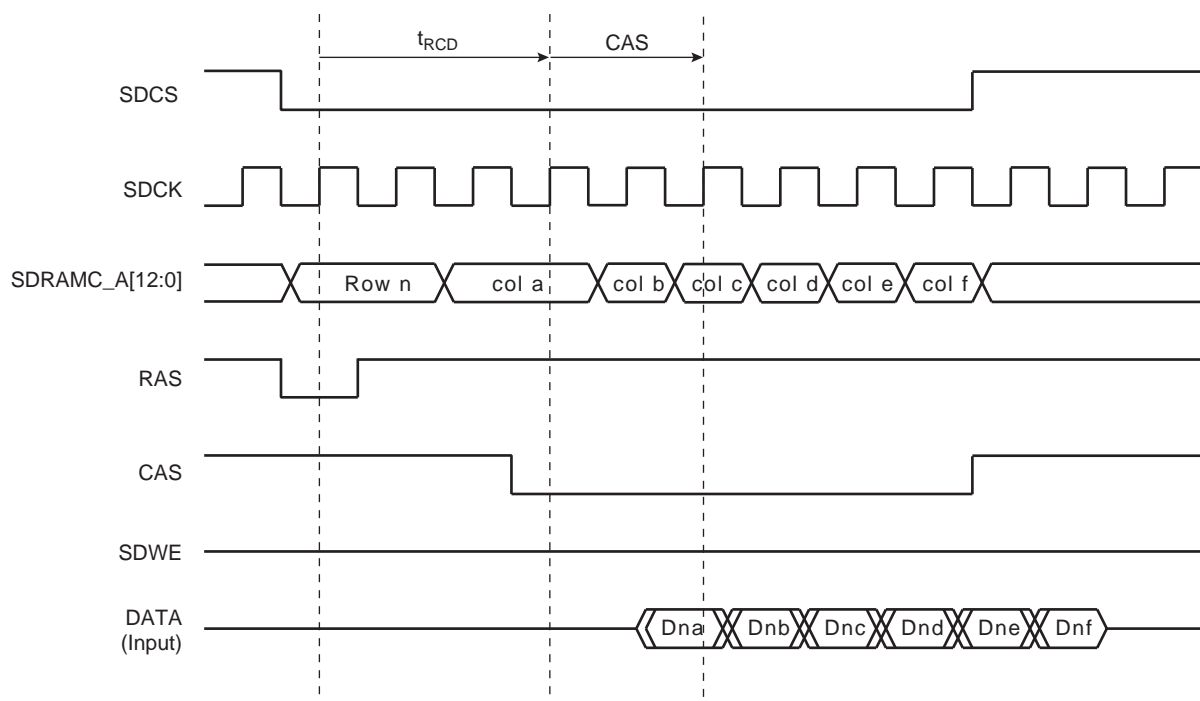 t_RCD CAS
SDCS
SDCK
SDRAMC_A[12:0] Row n col a col b col c col d col e col f
RAS
CAS
SDWE
DATA
(Input) Dna Dnb Dnc Dnd Dne Dnf